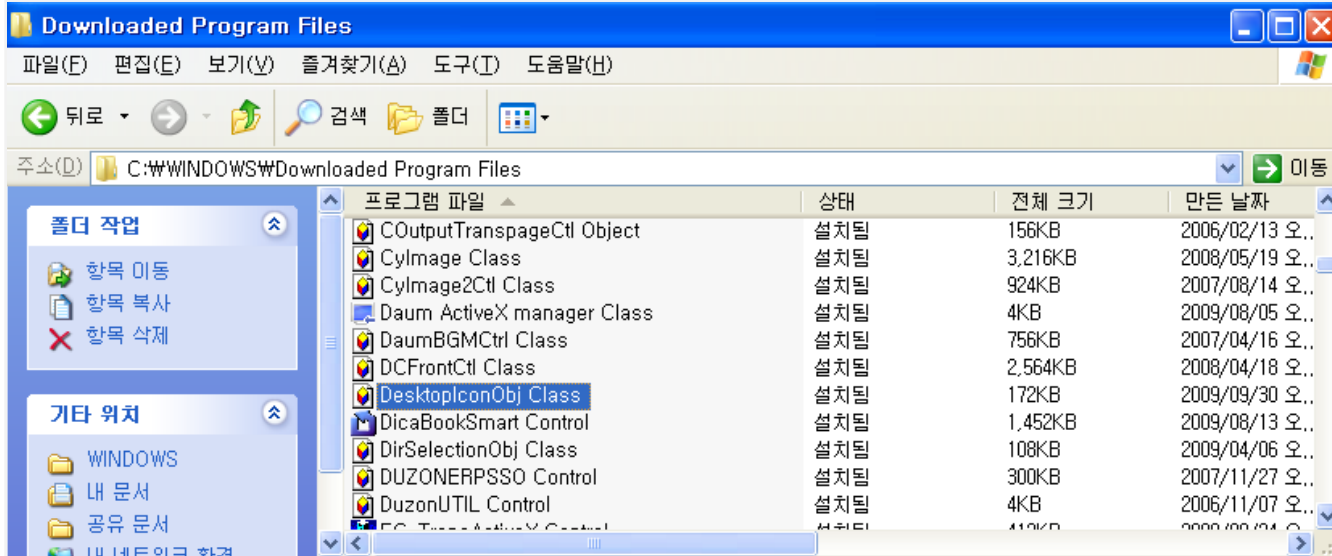 Downloaded Program Files
파일(F) 편집(E) 보기(V) 즐겨찾기(A) 도구(T) 도움말(H)
뒤로 검색 폴더
주소(D) C:₩WINDOWS₩Downloaded Program Files 이동
폴더 작업
항목 이동
항목 복사
항목 삭제
기타 위치
WINDOWS
내 문서
공유 문서
내 네트워크 환경
프로그램 파일 상태 전체 크기 만든 날짜
COutputTranspageCtl Object 설치됨 156KB 2006/02/13 오..
CyImage Class 설치됨 3,216KB 2008/05/19 오..
CyImage2Ctl Class 설치됨 924KB 2007/08/14 오..
Daum ActiveX manager Class 설치됨 4KB 2009/08/05 오..
DaumBGMCtrl Class 설치됨 756KB 2007/04/16 오..
DCFrontCtl Class 설치됨 2,564KB 2008/04/18 오..
DesktopIconObj Class 설치됨 172KB 2009/09/30 오..
DicaBookSmart Control 설치됨 1,452KB 2009/08/13 오..
DirSelectionObj Class 설치됨 108KB 2009/04/06 오..
DUZONERPSSO Control 설치됨 300KB 2007/11/27 오..
DuzonUTIL Control 설치됨 4KB 2006/11/07 오..